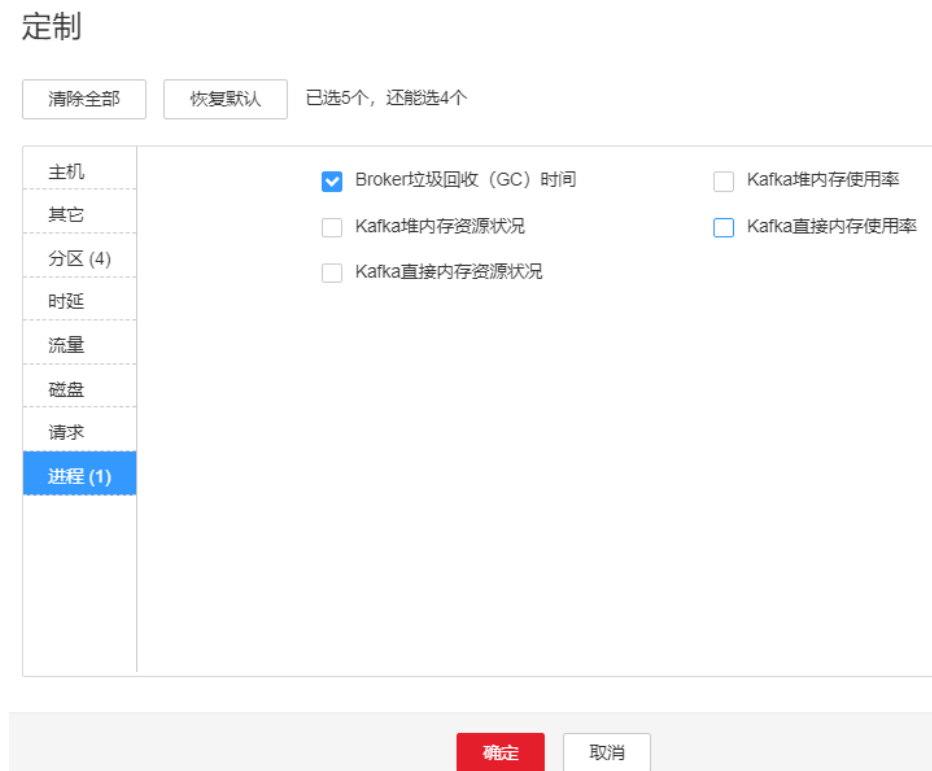 定制
清除全部 恢复默认 已选5个，还能选4个
主机
其它
分区 (4)
时延
流量
磁盘
请求
进程 (1)
Broker垃圾回收（GC）时间 Kafka堆内存使用率
Kafka堆内存资源状况 Kafka直接内存使用率
Kafka直接内存资源状况
确定 取消